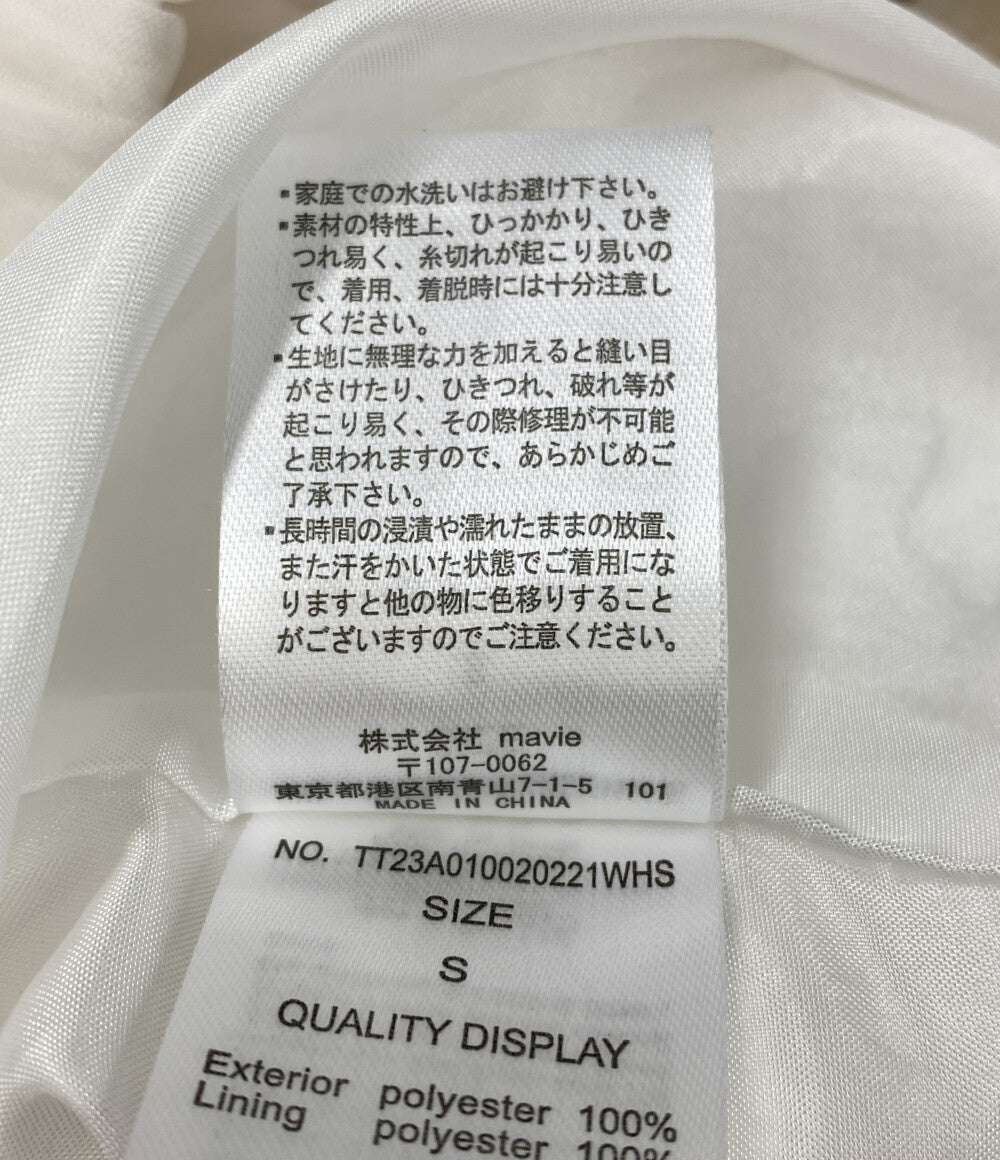 ▪家庭での水洗いはお避け下さい。
▪素材の特性上、ひっかかり、ひき
つれ易く、糸切れが起こり易いの
で、着用、着脱時には十分注意し
てください。
▪生地に無理な力を加えると縫い目
がさけたり、ひきつれ、破れ等が
起こり易く、その際修理が不可能
と思われますので、あらかじめご
了承下さい。
▪長時間の浸漬や濡れたままの放置、
また汗をかいた状態でご着用にな
りますと他の物に色移りすること
がございますのでご注意ください。
株式会社 mavie
〒107-0062
東京都港区南青山7-1-5 101
MADE IN CHINA
NO. TT23A010020221WHS
SIZE
S
QUALITY DISPLAY
Exterior polyester 100%
Lining polyester 100%